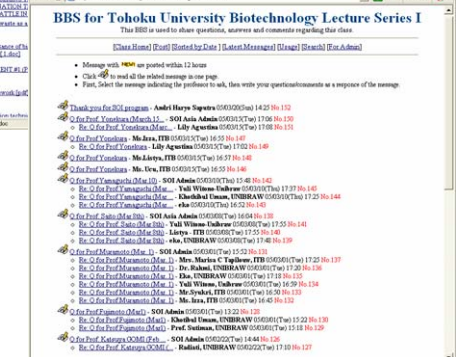 BBS for Tohoku University Biotechnology Lecture Series I
This BBS is used to share questions, answers and comments regarding this class.
[Class Home] [Post] [Sorted by Date ] [Latest Messages] [Usage] [Search] [For Admin]
Message with NEW! are posted within 12 hours
Click to read all the related message in one page.
First, Select the message indicating the professor to ask, then write your questions/comments as a responce of the message.
Thank you for SOI program - Andri Haryo Saputra 05/03/20(Sun) 14:25 No.152
Q for Prof. Yonekura (March 15... - SOI Asia Admin 05/03/15(Tue) 17:06 No.150
Re: Q for Prof. Yonekura (Marc... - Lily Agustina 05/03/15(Tue) 17:08 No.151
Q for Prof Yonekura - Ms.Izza, ITB 05/03/15(Tue) 16:55 No.147
Re: Q for Prof Yonekura - Lily Agustina 05/03/15(Tue) 17:02 No.149
Q for Prof Yonekura - Ms.Listya, ITB 05/03/15(Tue) 16:57 No.148
Q for Prof Yonekura - Ms. Ucu, ITB 05/03/15(Tue) 16:55 No.146
Q for Prof.Yamaguchi (Mar.10) - SOI Admin 05/03/10(Thu) 15:48 No.142
Re: Q for Prof.Yamaguchi (Mar... - Yuli Witono-Unibraw 05/03/10(Thu) 17:37 No.145
Re: Q for Prof.Yamaguchi (Mar... - Khothibul Umam, UNIBRAW 05/03/10(Thu) 17:25 No.144
Re: Q for Prof.Yamaguchi (Mar... - eko 05/03/10(Thu) 16:52 No.143
Q for Prof. Saito (Mar 8th) - SOI Asia Admin 05/03/08(Tue) 16:04 No.138
Re: Q for Prof. Saito (Mar 8th) - Yuli Witono-Unibraw 05/03/08(Tue) 17:55 No.141
Re: Q for Prof. Saito (Mar 8th) - Listya - ITB 05/03/08(Tue) 17:55 No.140
Re: Q for Prof. Saito (Mar 8th) - eko, UNIBRAW 05/03/08(Tue) 17:48 No.139
Q for Prof.Muramoto (Mar. 1) - SOI Admin 05/03/01(Tue) 15:52 No.131
Re: Q for Prof.Muramoto (Mar. 1) - Mrs. Marisa C Tapilouw, ITB 05/03/01(Tue) 17:25 No.137
Re: Q for Prof.Muramoto (Mar. 1) - Dr. Rahmi, UNIBRAW 05/03/01(Tue) 17:20 No.136
Re: Q for Prof.Muramoto (Mar. 1) - Eko, UNIBRAW 05/03/01(Tue) 17:18 No.135
Re: Q for Prof.Muramoto (Mar. 1) - Yuli Witono, Unibraw 05/03/01(Tue) 16:59 No.134
Re: Q for Prof.Muramoto (Mar. 1) - Mr.Syukri, ITB 05/03/01(Tue) 16:50 No.133
Re: Q for Prof.Muramoto (Mar. 1) - Ms. Izza, ITB 05/03/01(Tue) 16:45 No.132
Q for Prof.Fujimoto (Mar1) - SOI Admin 05/03/01(Tue) 13:22 No.128
Re: Q for Prof.Fujimoto (Mar1) - Khotibul Umam, UNIBRAW 05/03/01(Tue) 15:22 No.130
Re: Q for Prof.Fujimoto (Mar1) - Prof. Sutiman, UNIBRAW 05/03/01(Tue) 15:18 No.129
Q for Prof. Katsuya GOMI (Feb... - SOI Admin 05/02/22(Tue) 14:44 No.126
Re: Q for Prof. Katsuya GOMI (... - Radiati, UNIBRAW 05/02/22(Tue) 17:10 No.127